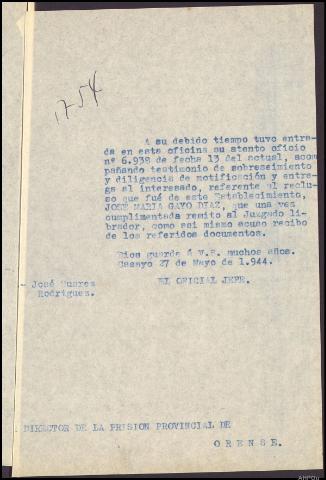 1754
A su debido tiempo tuvo entra-
da en esta oficina su atento oficio
nº 6.938 de fecha 13 del actual, acom
pañando testimonio de sobreseimiento
y diligencia de notificación y entre-
ga al interesado, referente al reclu-
so que fué de este Establecimiento,
JOSE MARIA GAYO DIAZ, que una vez
cumplimentada remito al Juzgado li-
brador, como asi mismo acuso recibo
de los referidos documentos.
Dios guarde á V.S. muchos años.
Casayo 27 de Mayo de 1.944.
EL OFICIAL JEFE.
- José Suarez
Rodriguez.
DIRECTOR DE LA PRISION PROVINCIAL DE
ORENSE.
AHPOu